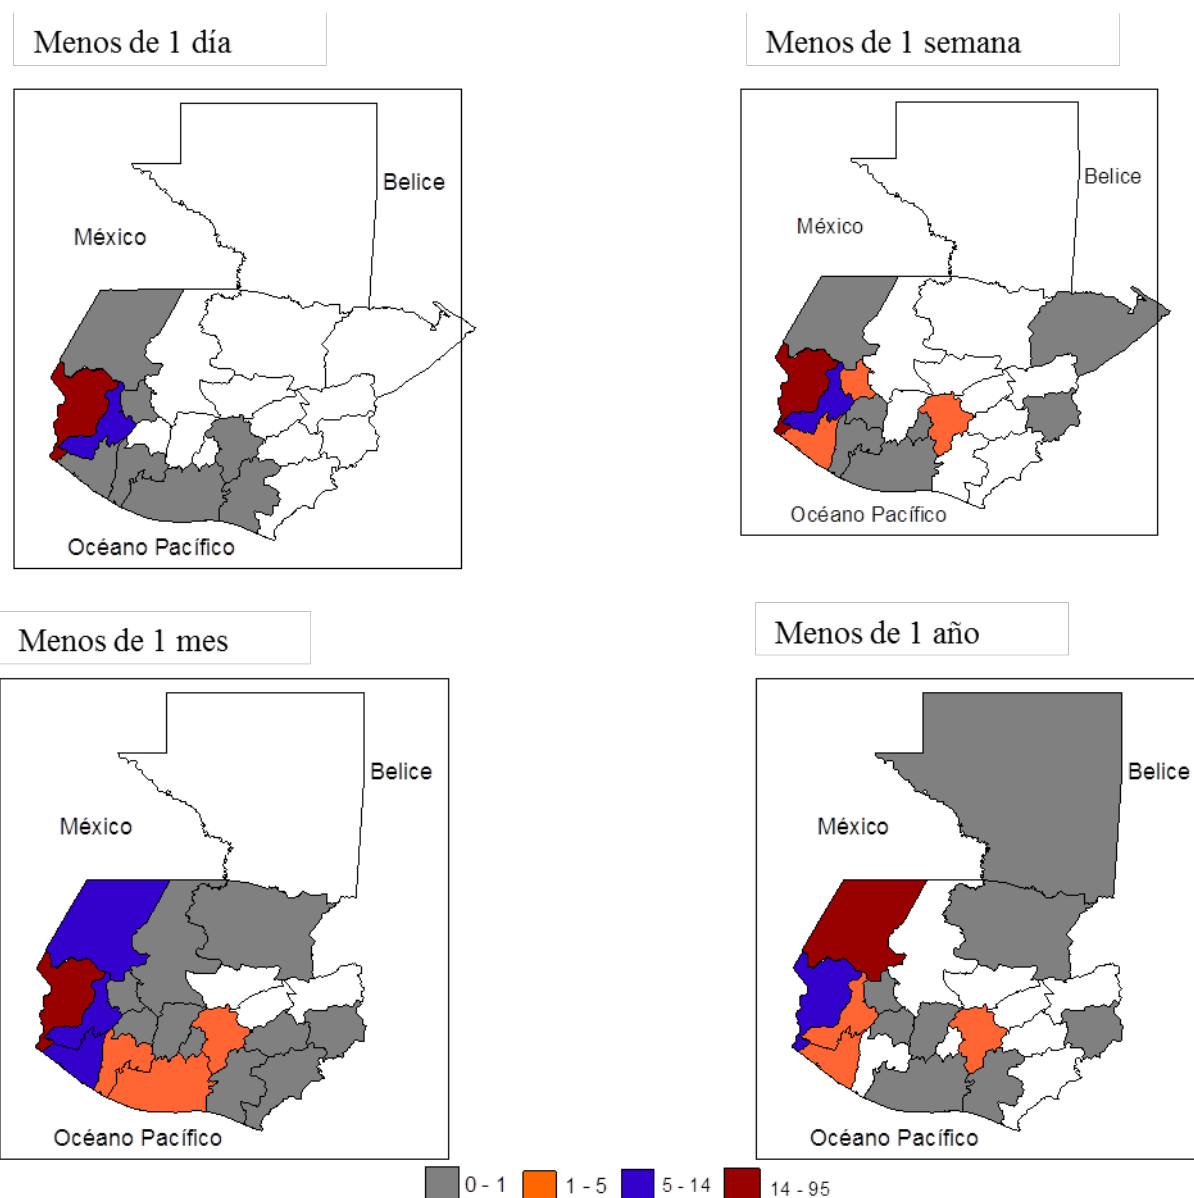 Menos de 1 día
Menos de 1 semana
Belice
México
Océano Pacífico
Belice
México
Océano Pacífico
Menos de 1 mes
Menos de 1 año
Belice
México
Océano Pacífico
Belice
México
Océano Pacífico
0 - 1
1 - 5
5 - 14
14 - 95